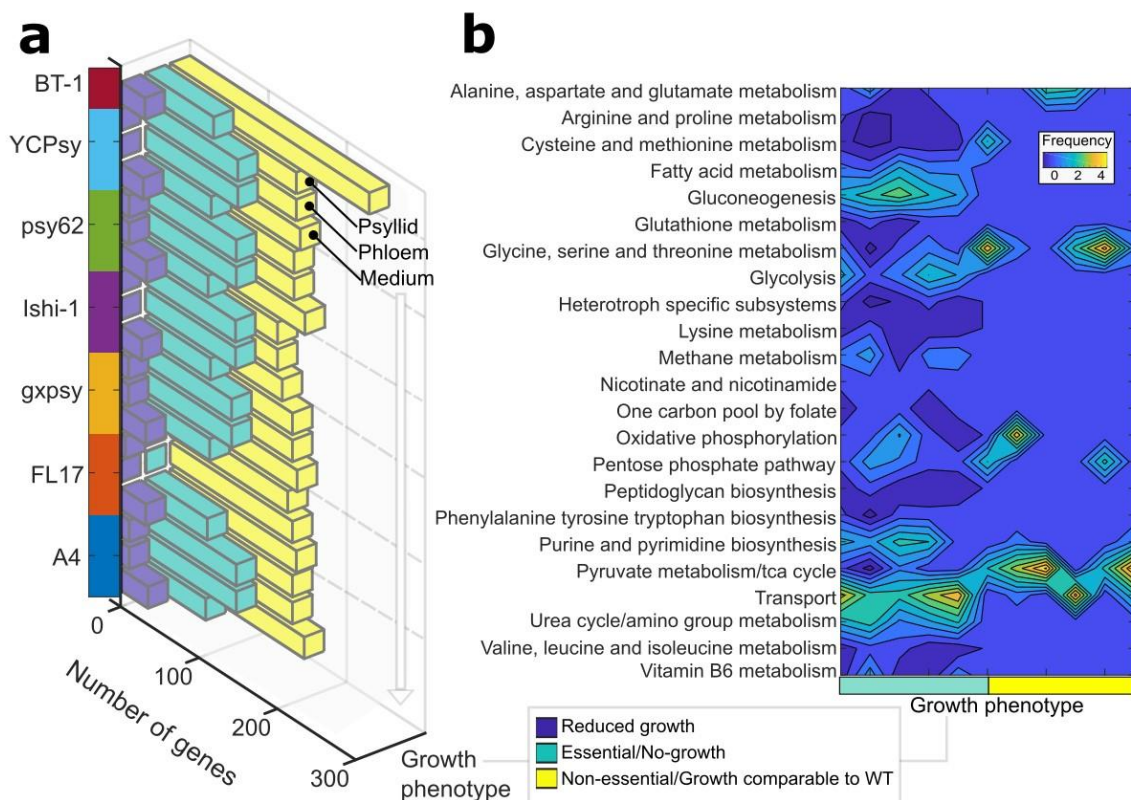 a
BT-1
YCPsy
psy62
Ishi-1
gxpsy
FL17
A4
Psyllid
Phloem
Medium
0
100
200
300
Number of genes
Growth
phenotype
b
Alanine, aspartate and glutamate metabolism
Arginine and proline metabolism
Cysteine and methionine metabolism
Fatty acid metabolism
Gluconeogenesis
Glutathione metabolism
Glycine, serine and threonine metabolism
Glycolysis
Heterotroph specific subsystems
Lysine metabolism
Methane metabolism
Nicotinate and nicotinamide
One carbon pool by folate
Oxidative phosphorylation
Pentose phosphate pathway
Peptidoglycan biosynthesis
Phenylalanine tyrosine tryptophan biosynthesis
Purine and pyrimidine biosynthesis
Pyruvate metabolism/tca cycle
Transport
Urea cycle/amino group metabolism
Valine, leucine and isoleucine metabolism
Vitamin B6 metabolism
Frequency
0 2 4
Growth phenotype
Reduced growth
Essential/No-growth
Non-essential/Growth comparable to WT